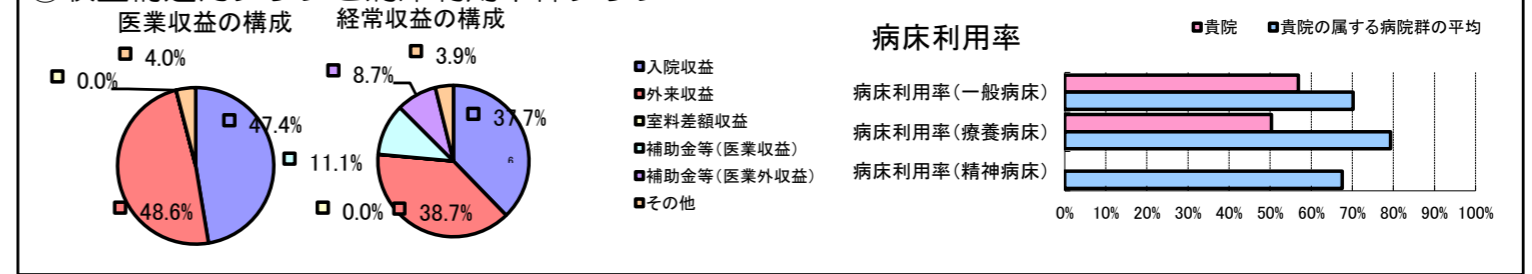 医業収益の構成
4.0%
0.0%
47.4%
48.6%
経常収益の構成
3.9%
8.7%
37.7%
11.1%
6
0.0%
38.7%
入院収益
外来収益
室料差額収益
補助金等(医業収益)
補助金等(医業外収益)
その他
病床利用率
貴院 貴院の属する病院群の平均
病床利用率(一般病床)
病床利用率(療養病床)
病床利用率(精神病床)
0% 10% 20% 30% 40% 50% 60% 70% 80% 90% 100%